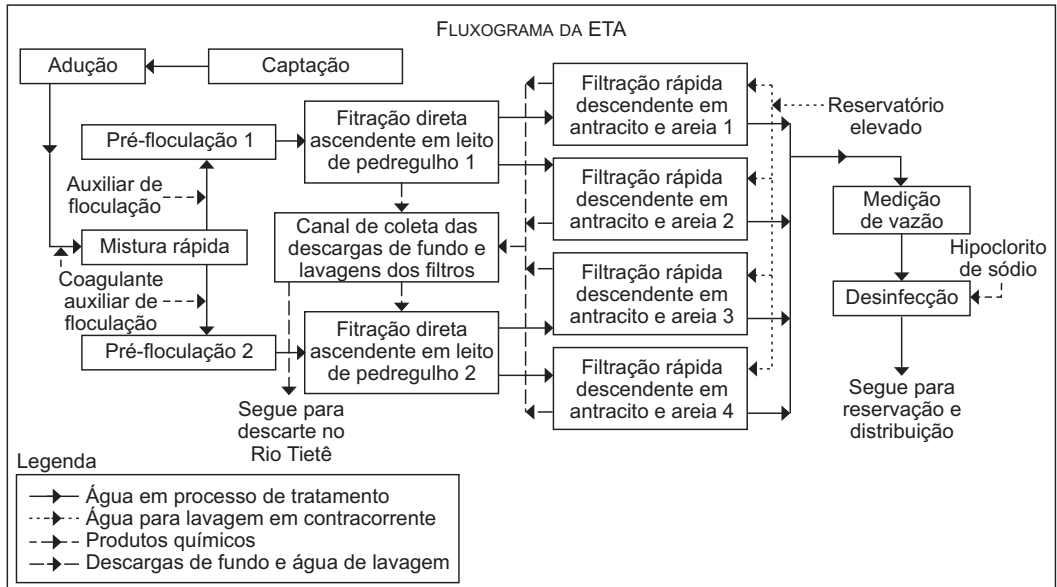 FLUXOGRAMA DA ETA
Adução
Captação
Pré-floculação 1
Auxiliar de
floculação
Mistura rápida
Coagulante
auxiliar de
floculação
Pré-floculação 2
Fitração direta
ascendente em leito
de pedregulho 1
Canal de coleta das
descargas de fundo e
lavagens dos filtros
Fitração direta
ascendente em leito
de pedregulho 2
Segue para
descarte no
Rio Tietê
Filtração rápida
descendente em
antracito e areia 1
Filtração rápida
descendente em
antracito e areia 2
Filtração rápida
descendente em
antracito e areia 3
Filtração rápida
descendente em
antracito e areia 4
Reservatório
elevado
Medição
de vazão
Hipoclorito
de sódio
Desinfecção
Segue para
reservação e
distribuição
Legenda
Água em processo de tratamento
Água para lavagem em contracorrente
Produtos químicos
Descargas de fundo e água de lavagem